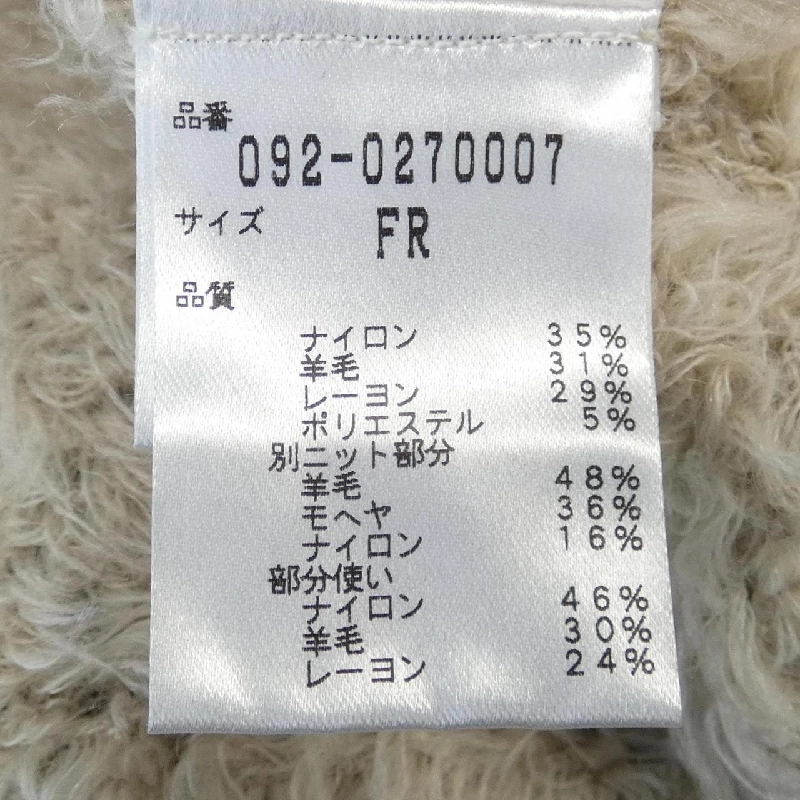 品番
092-0270007
サイズ FR
品質
ナイロン 35%
羊毛 31%
レーヨン 29%
ポリエステル 5%
別ニット部分
羊毛 48%
モヘヤ 36%
ナイロン 16%
部分使い
ナイロン 46%
羊毛 30%
レーヨン 24%